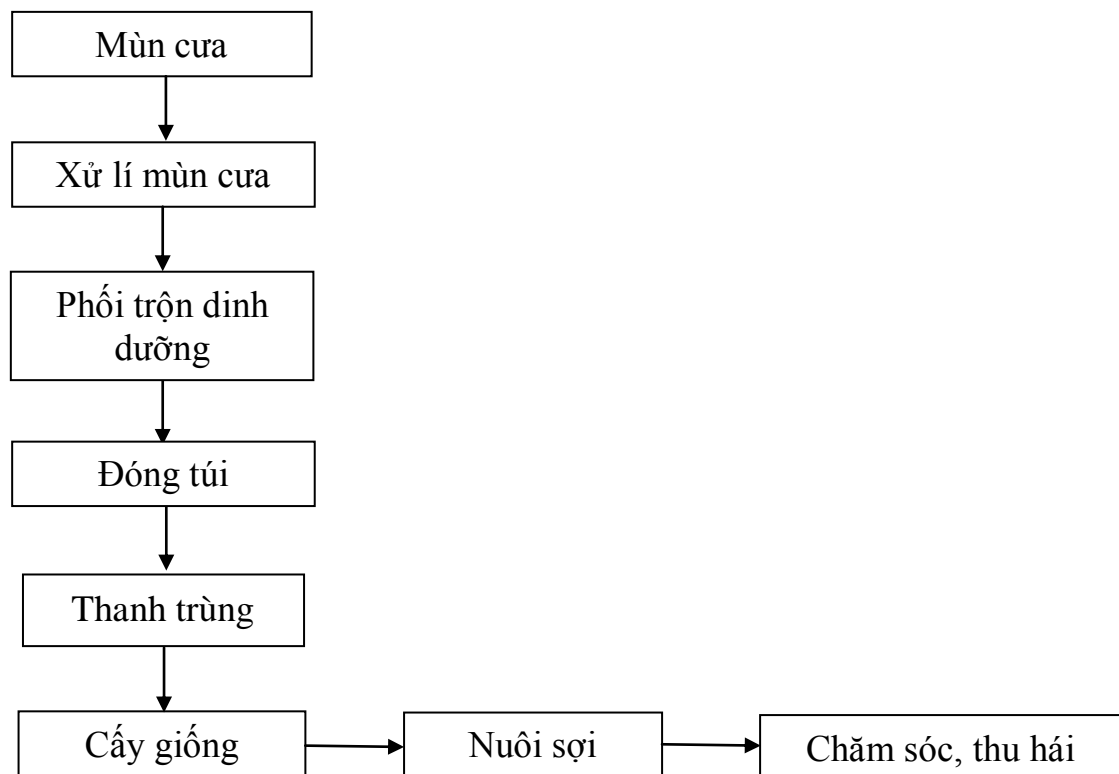 Mùn cưa
Xử lí mùn cưa
Phối trộn dinh
dưỡng
Đóng túi
Thanh trùng
Cấy giống
Nuôi sợi
Chăm sóc, thu hái